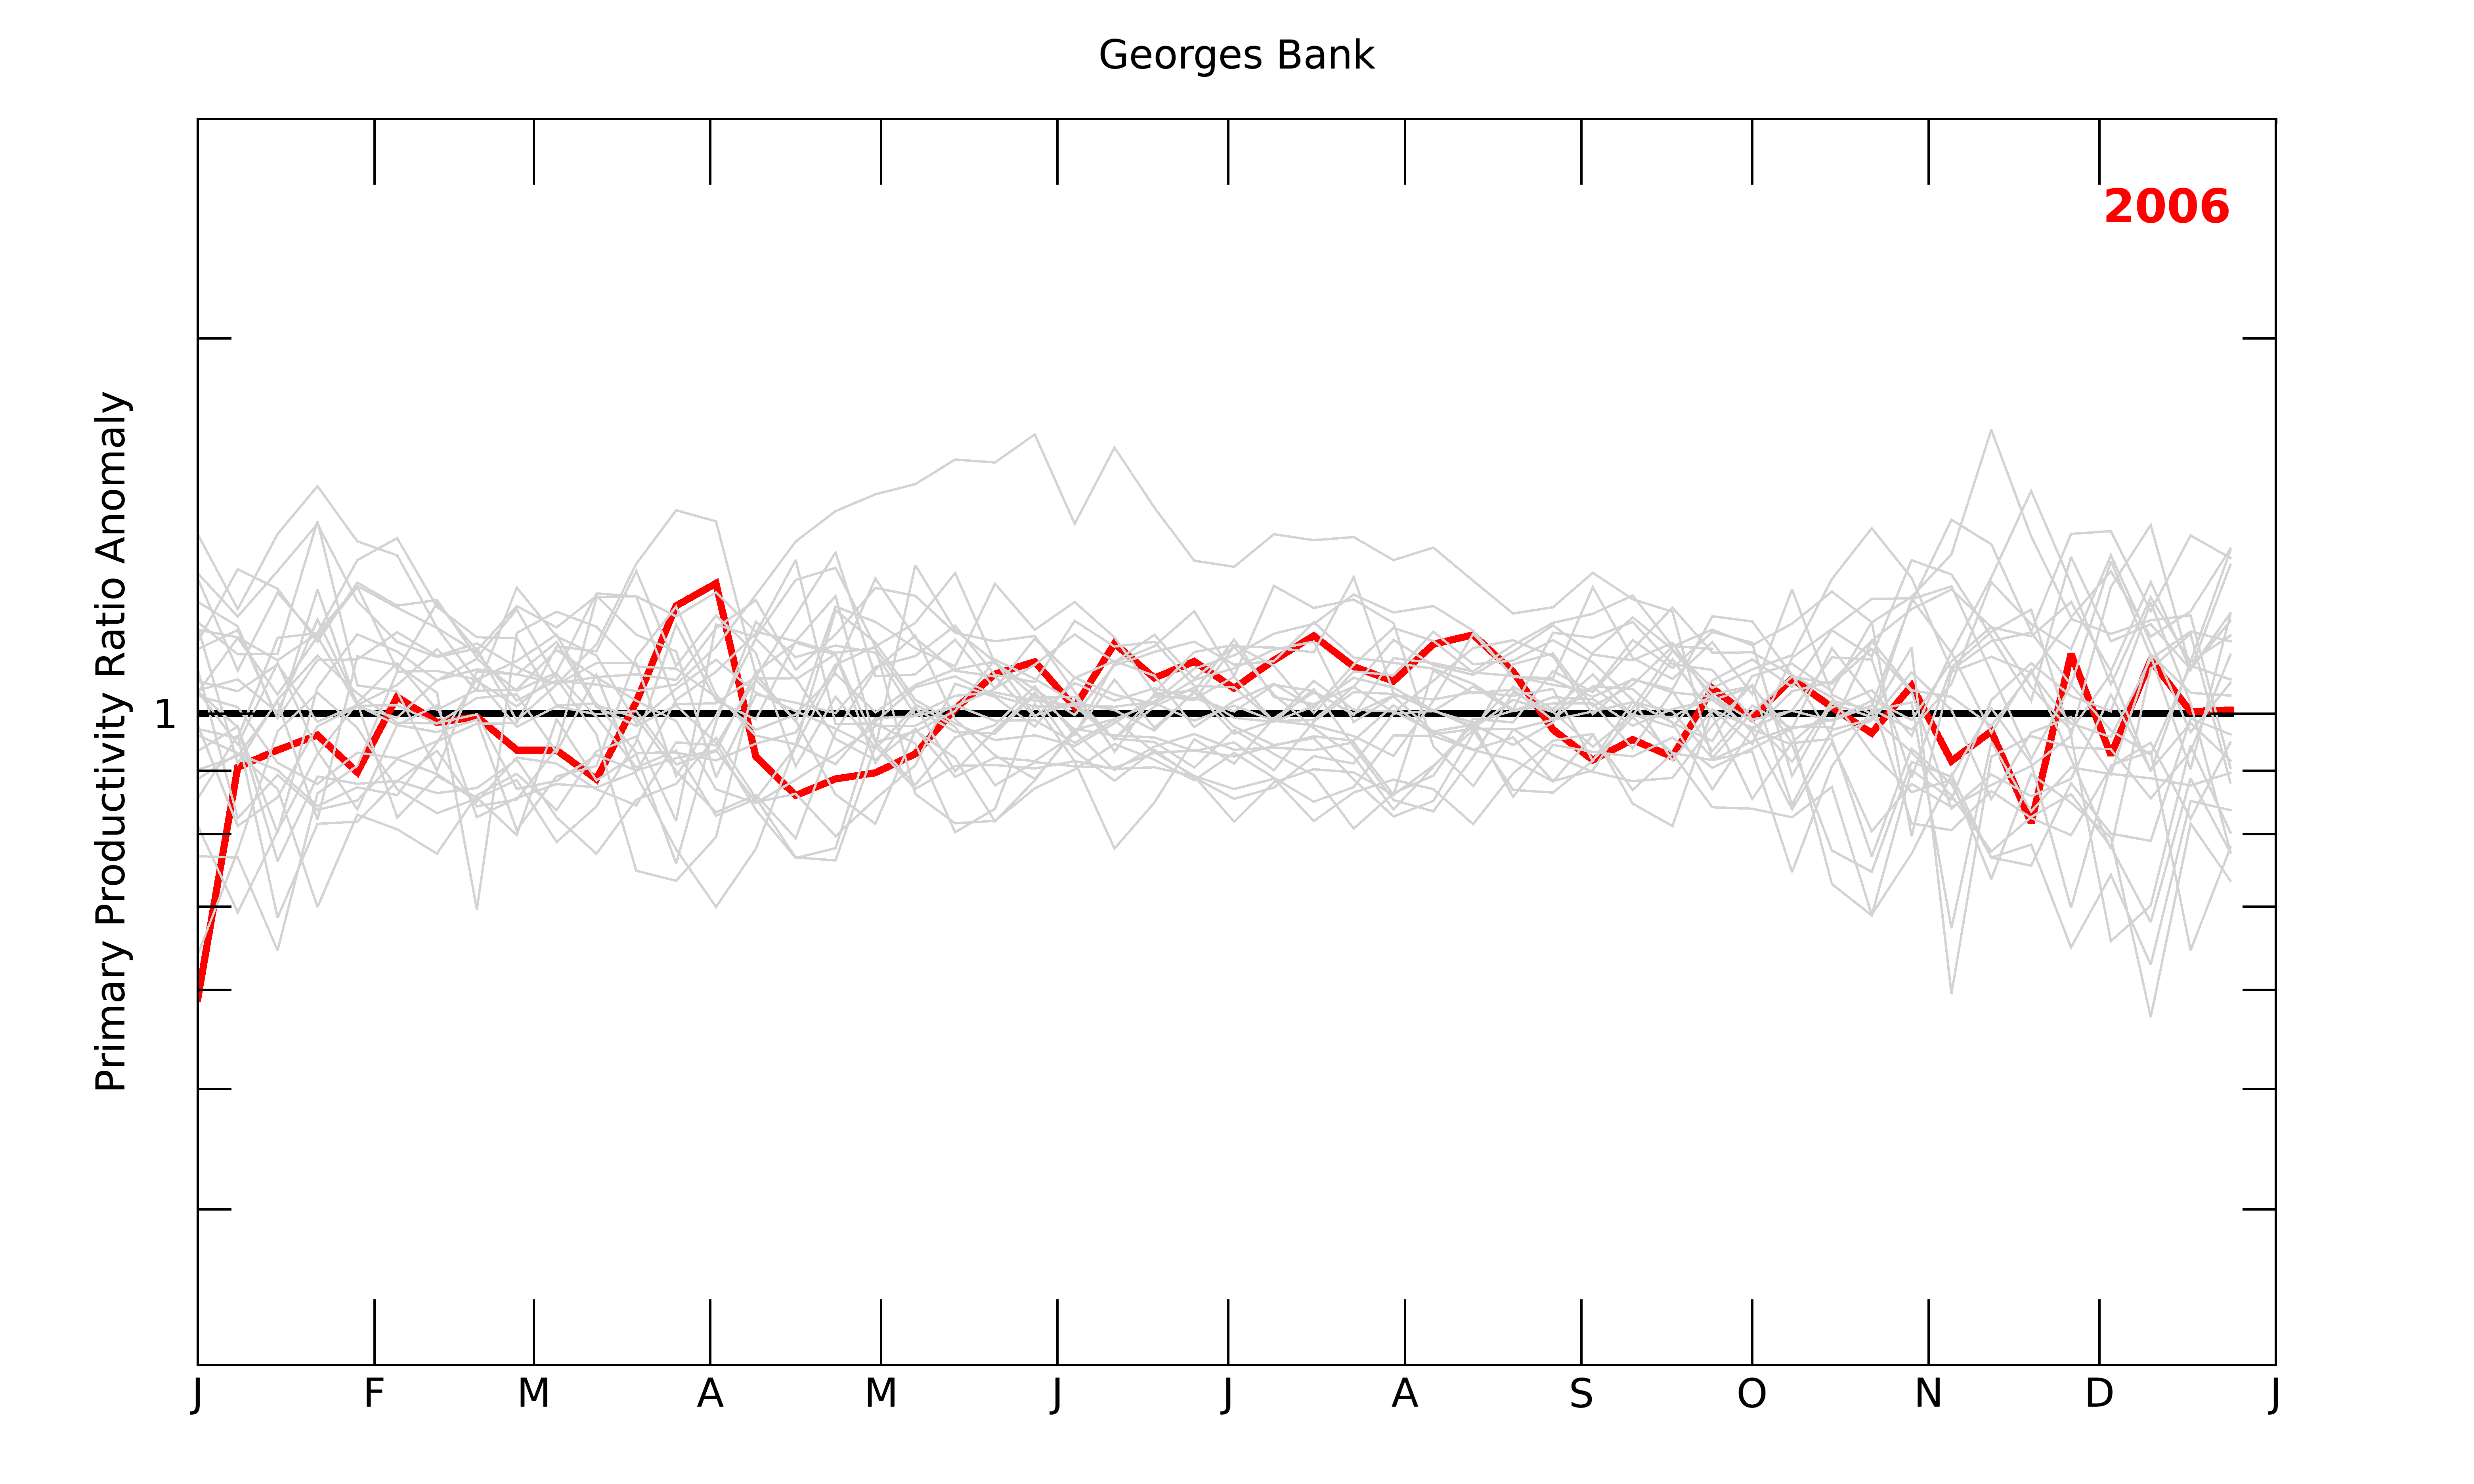 Georges Bank
2006
Primary Productivity Ratio Anomaly
1
J F M A M J J A S O N D J